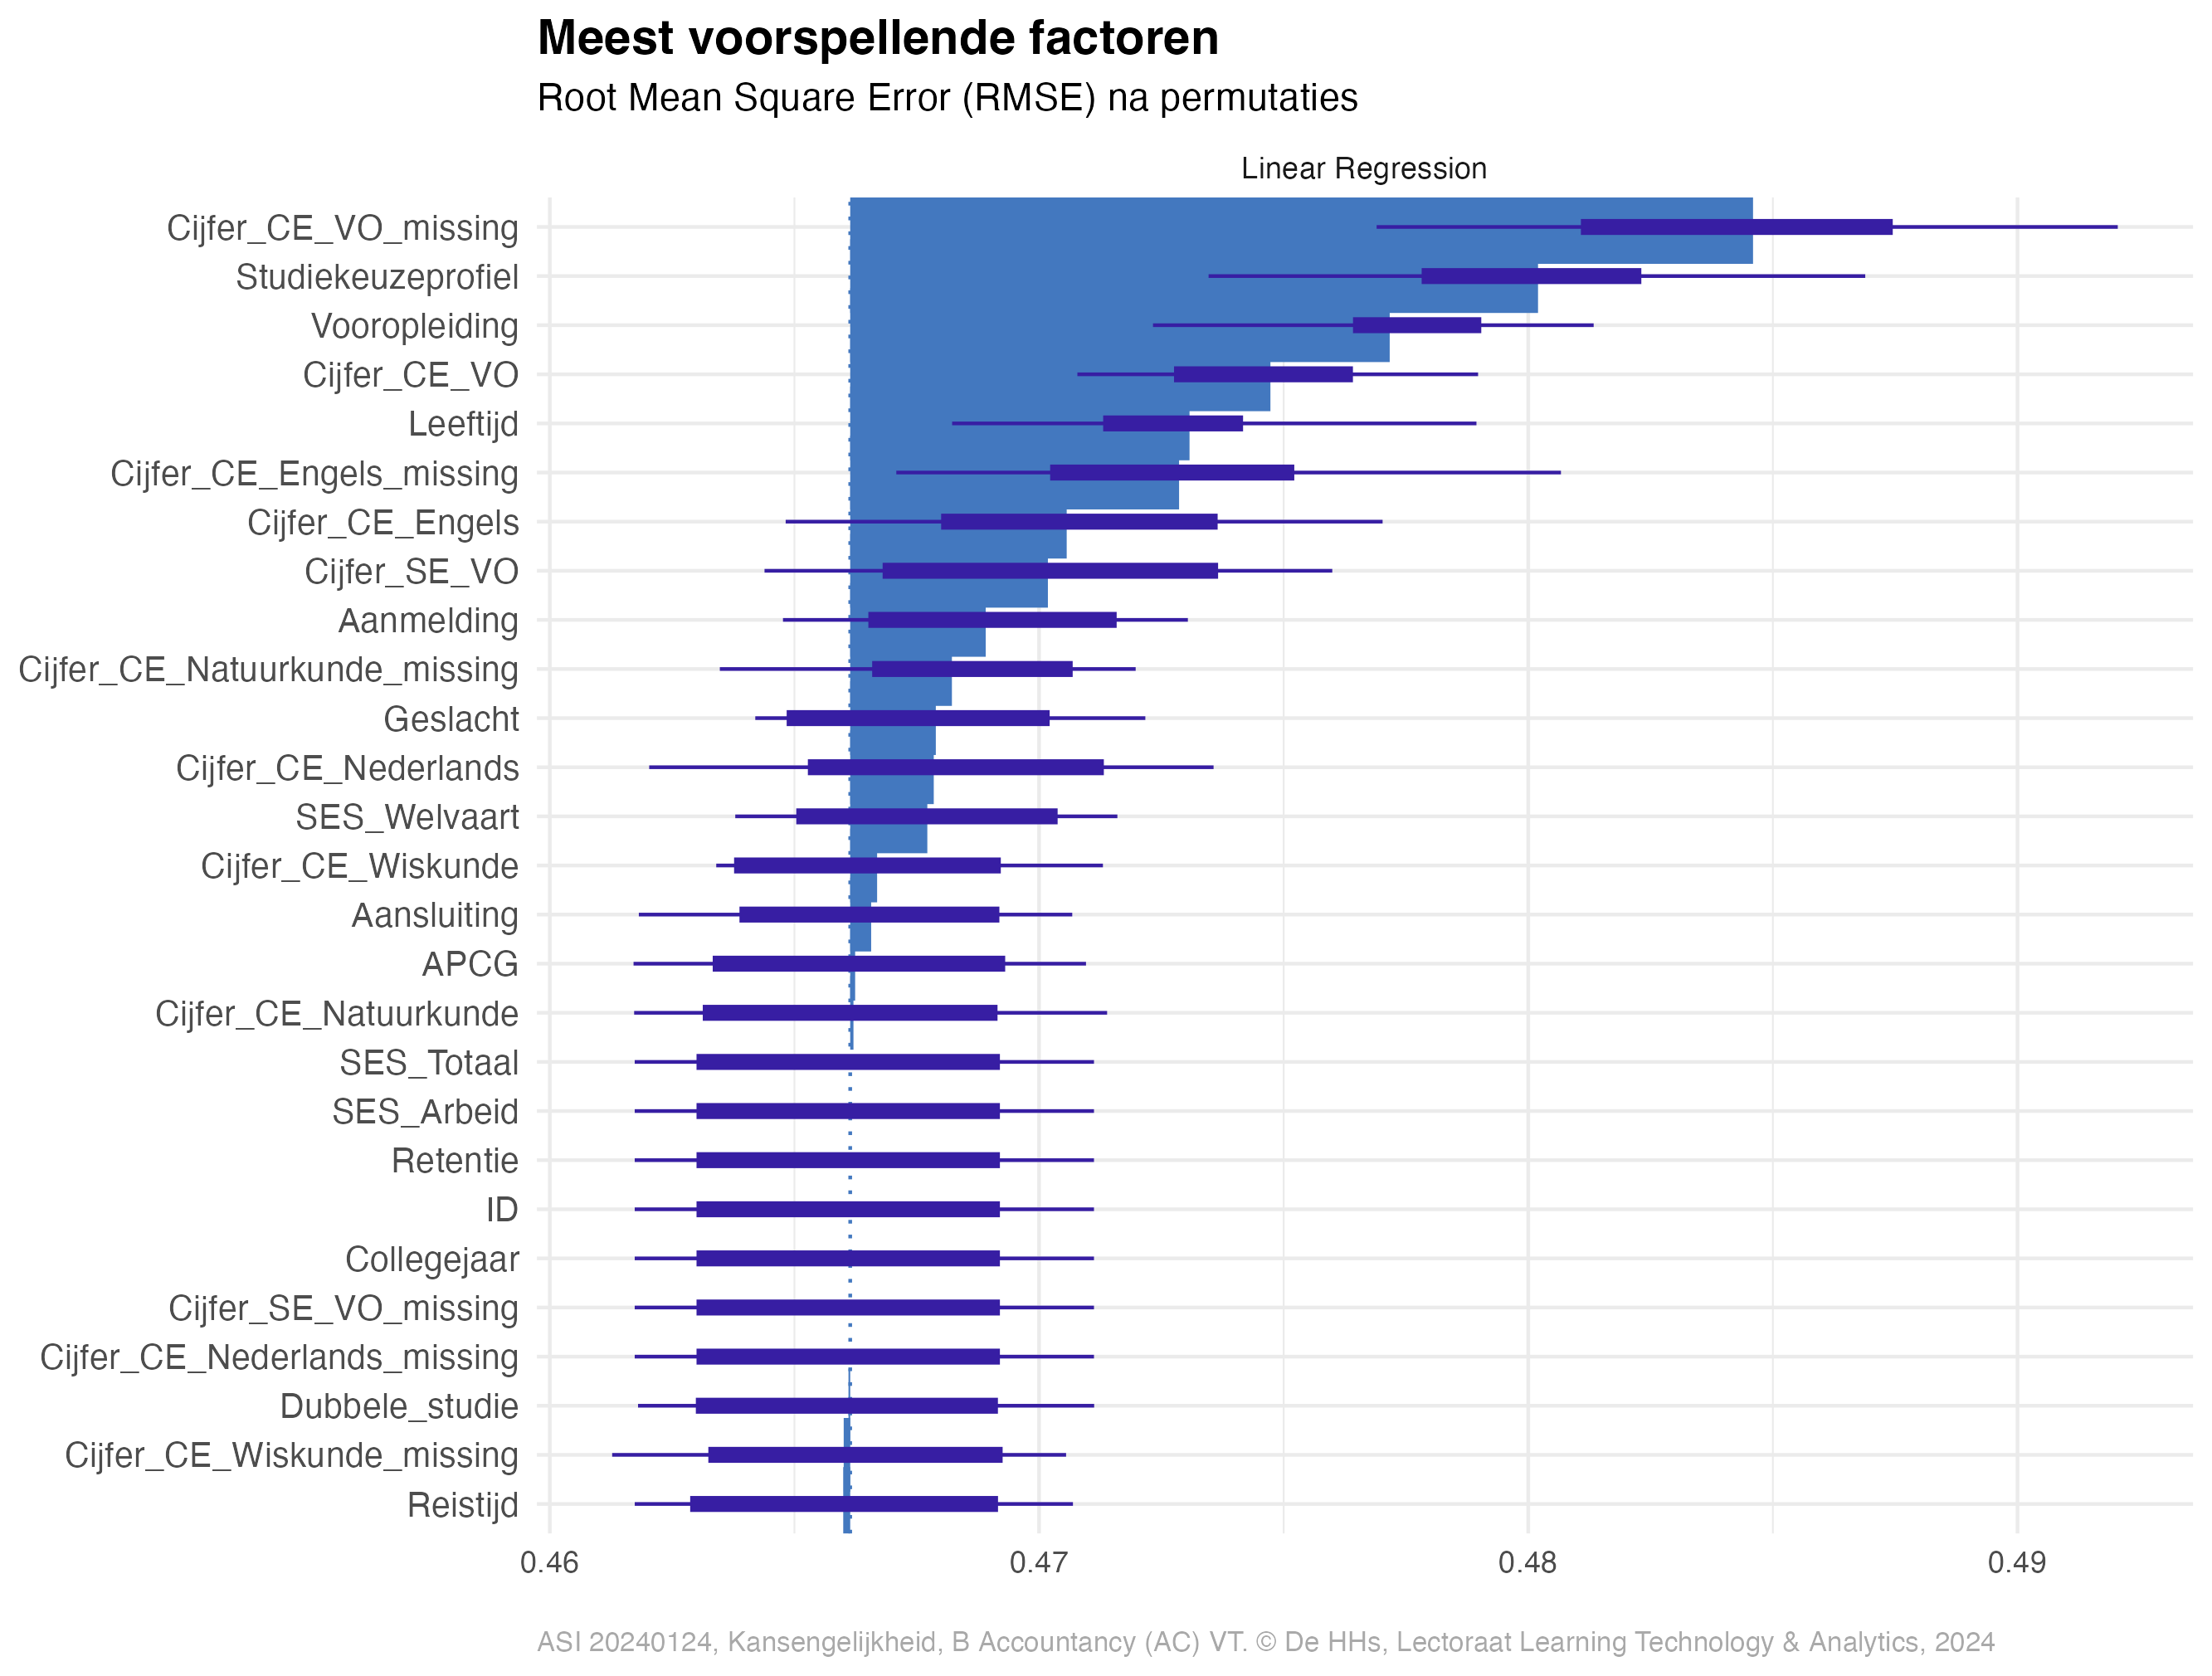 Meest voorspellende factoren
Root Mean Square Error (RMSE) na permutaties
Linear Regression
Cijfer_CE_VO_missing
Studiekeuzeprofiel
Vooropleiding
Cijfer_CE_VO
Leeftijd
Cijfer_CE_Engels_missing
Cijfer_CE_Engels
Cijfer_SE_VO
Aanmelding
Cijfer_CE_Natuurkunde_missing
Geslacht
Cijfer_CE_Nederlands
SES_Welvaart
Cijfer_CE_Wiskunde
Aansluiting
APCG
Cijfer_CE_Natuurkunde
SES_Totaal
SES_Arbeid
Retentie
ID
Collegejaar
Cijfer_SE_VO_missing
Cijfer_CE_Nederlands_missing
Dubbele_studie
Cijfer_CE_Wiskunde_missing
Reistijd
0.46 0.47 0.48 0.49
ASI 20240124, Kansengelijkheid, B Accountancy (AC) VT. © De HHs, Lectoraat Learning Technology & Analytics, 2024